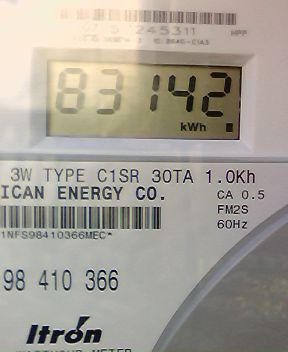 245311
83142
kWh
3W TYPE C1SR 30TA 1.0Kh
ICAN ENERGY CO.
CA 0.5
FM2S
60Hz
1NFS98410366MEC*
98 410 366
Itrón